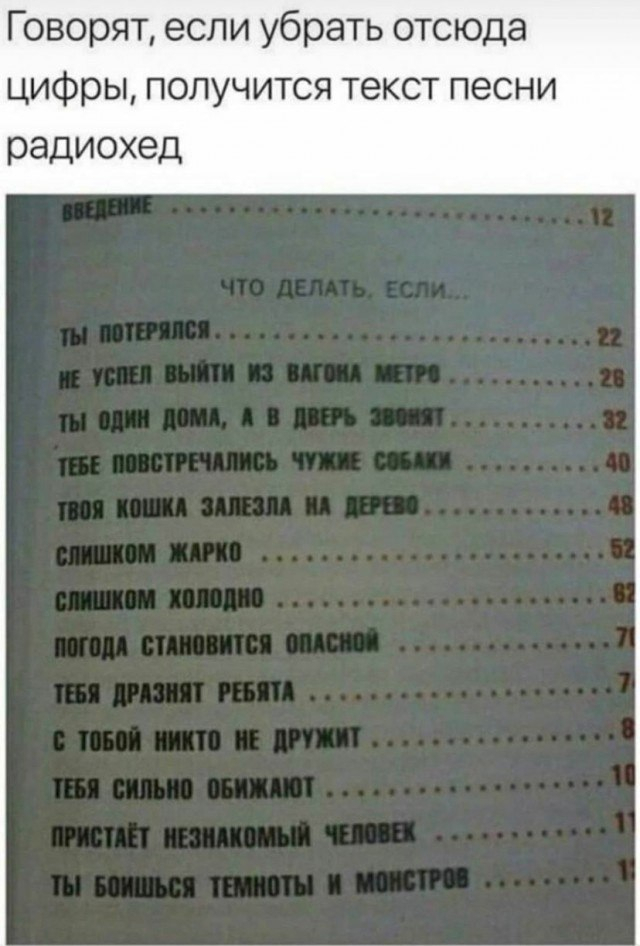 Говорят, если убрать отсюда
цифры, получится текст песни
радиохед
ВВЕДЕНИЕ 12
ЧТО ДЕЛАТЬ, ЕСЛИ...
ТЫ ПОТЕРЯЛСЯ 22
НЕ УСПЕЛ ВЫЙТИ ИЗ ВАГОНА МЕТРО 26
ТЫ ОДИН ДОМА, А В ДВЕРЬ ЗВОНЯТ 32
ТЕБЕ ПОВСТРЕЧАЛИСЬ ЧУЖИЕ СОБАКИ 40
ТВОЯ КОШКА ЗАЛЕЗЛА НА ДЕРЕВО 48
СЛИШКОМ ЖАРКО 52
СЛИШКОМ ХОЛОДНО 62
ПОГОДА СТАНОВИТСЯ ОПАСНОЙ
ТЕБЯ ДРАЗНЯТ РЕБЯТА
С ТОБОЙ НИКТО НЕ ДРУЖИТ
ТЕБЯ СИЛЬНО ОБИЖАЮТ
ПРИСТАЁТ НЕЗНАКОМЫЙ ЧЕЛОВЕК
ТЫ БОИШЬСЯ ТЕМНОТЫ И МОНСТРОВ